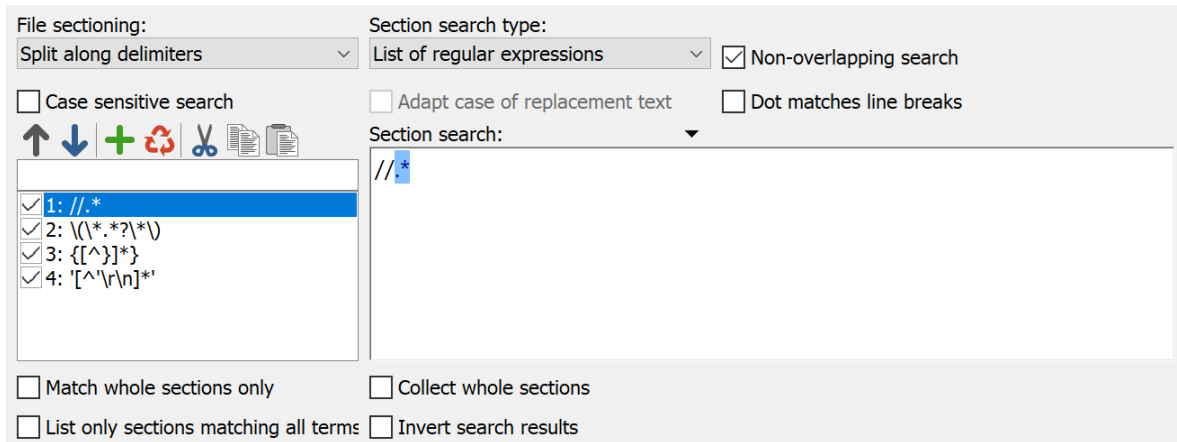 File sectioning:
Section search type:
Split along delimiters
List of regular expressions
Non-overlapping search
Case sensitive search
Adapt case of replacement text
Dot matches line breaks
Section search:
//.*
1: //.*
2: \(\*.*?\*\)
3: {[^}]*}
4: '[^'\r\n]*'
Match whole sections only
Collect whole sections
List only sections matching all terms
Invert search results